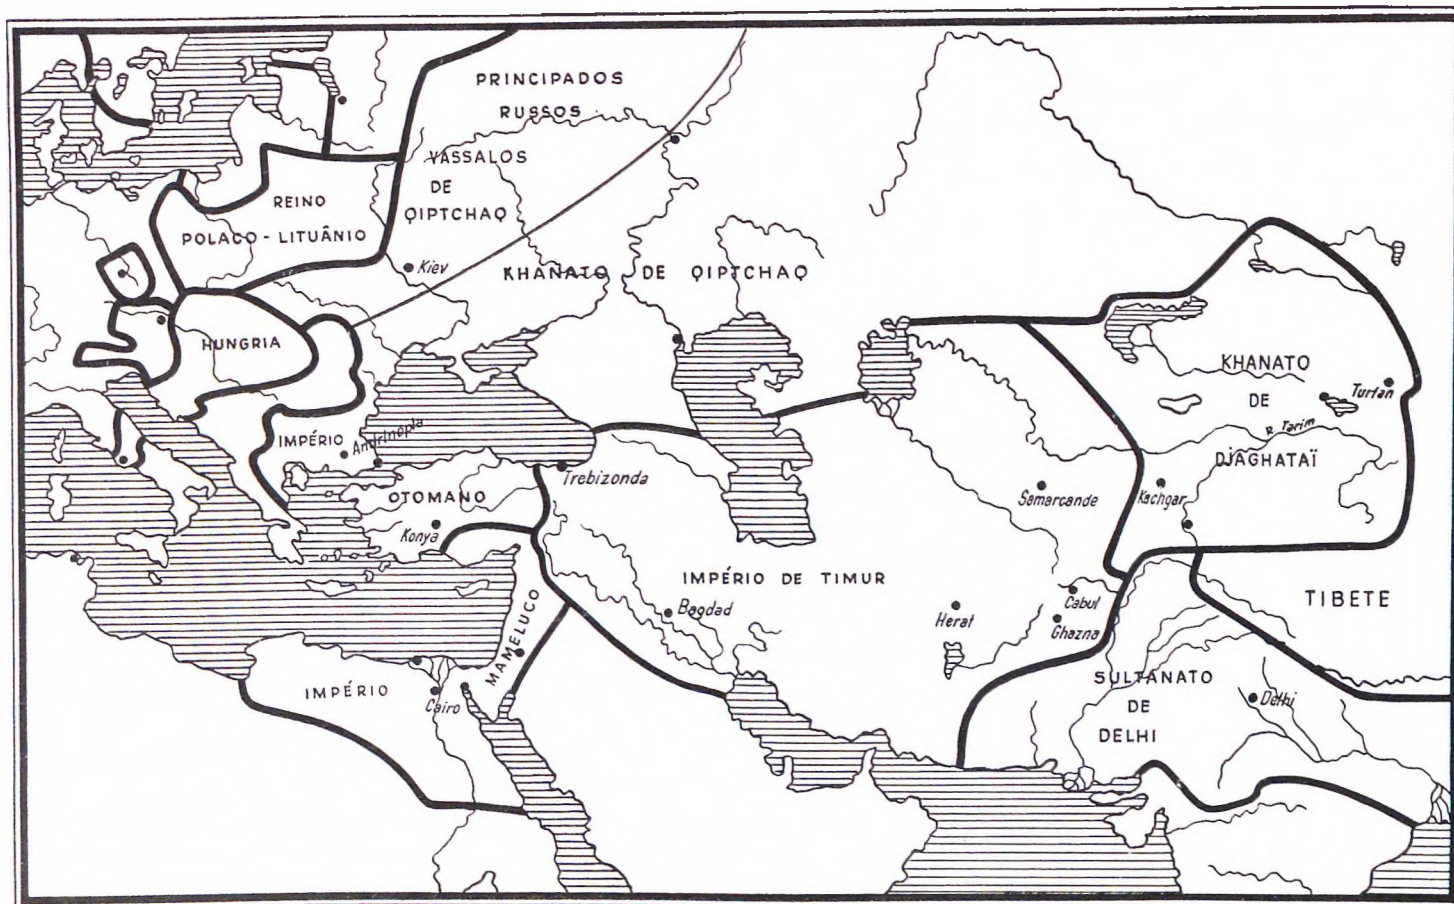 PRINCIPADOS
RUSSOS
VASSALOS
DE
QIPTCHAQ
REINO
POLACO - LITUÂNIO
Kiev
KHANATO DE QIPTCHAQ
HUNGRIA
KHANATO
DE
DJAGHATAÏ
Turfan
R. Tarim
IMPÉRIO
Andrinopla
OTOMANO
Trebizonda
Konya
Samarcande
Kachgar
IMPÉRIO DE TIMUR
Bagdad
Herat
Cabul
Ghazna
TIBETE
IMPÉRIO
MAMELUCO
Cairo
SULTANATO
DE
DELHI
Delhi